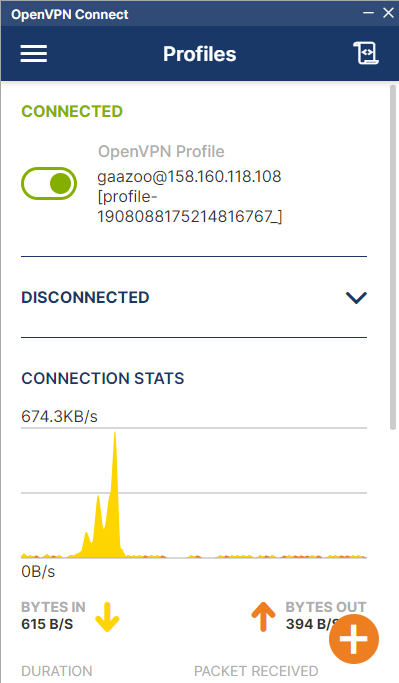 OpenVPN Connect
Profiles
CONNECTED
OpenVPN Profile
gaazoo@158.160.118.108
[profile-
1908088175214816767_]
DISCONNECTED
CONNECTION STATS
674.3KB/s
0B/s
BYTES IN
615 B/S
BYTES OUT
394 B/S
DURATION
PACKET RECEIVED